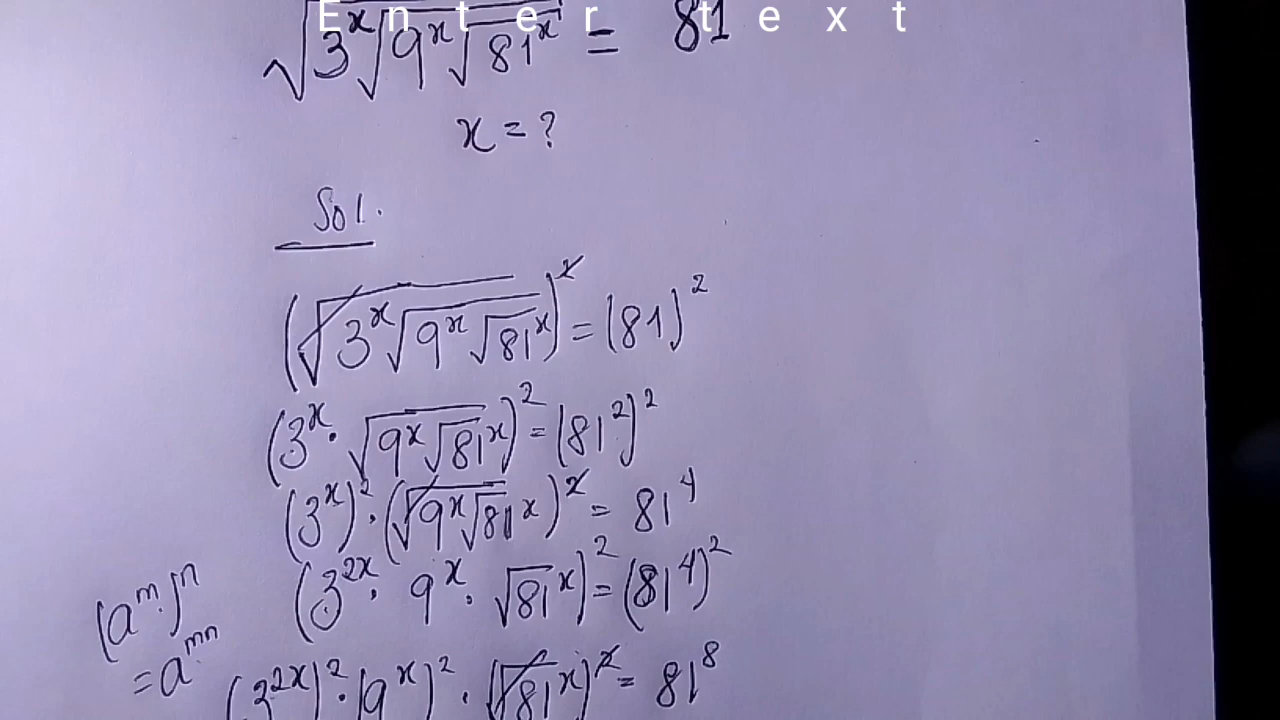 Enter text
√(3^x√(9^x√(81^x))) = 81
x = ?
Sol.
(√(3^x√(9^x√(81^x))))^2 = (81)^2
(3^x · √(9^x√(81^x)))^2 = (81^2)^2
(3^x)^2 · (√(9^x√(81^x)))^2 = 81^4
(3^2x · 9^x · √(81^x))^2 = (81^4)^2
(a^m)^n
= a^mn
(3^2x)^2 · (9^x)^2 · (√(81^x))^2 = 81^8